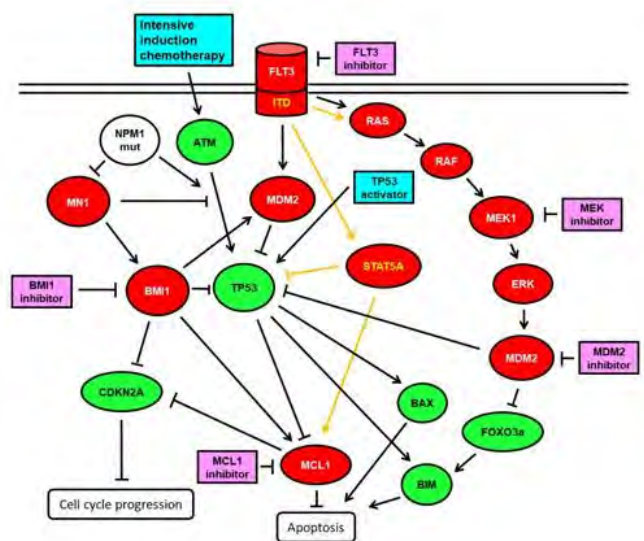 Intensive
induction
chemotherapy
FLT3
FLT3
inhibitor
ITD
RAS
NPM1
mut
ATM
RAF
MN1
MDM2
TP53
activator
MEK1
MEK
inhibitor
STAT5A
BMI1
inhibitor
BMI1
TP53
ERK
MDM2
MDM2
inhibitor
CDKN2A
BAX
FOXO3a
MCL1
inhibitor
MCL1
BIM
Cell cycle progression
Apoptosis